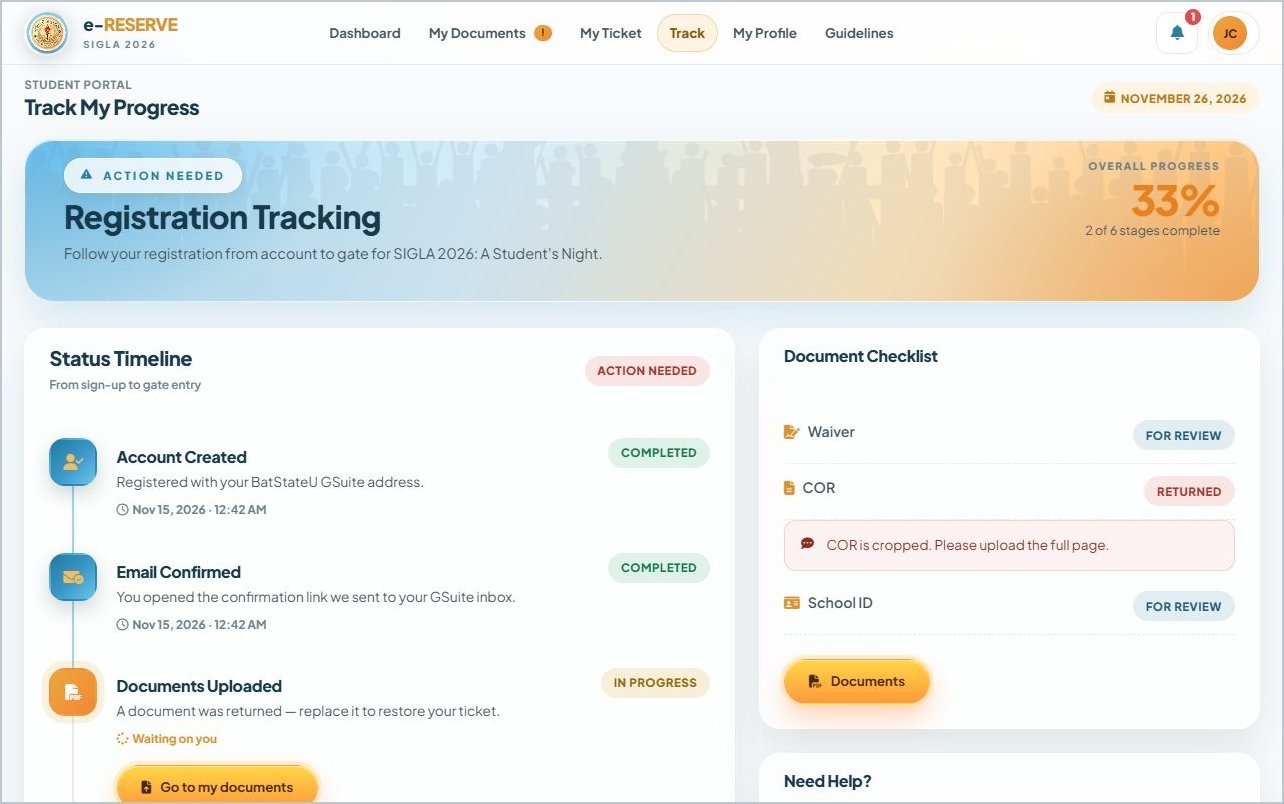 e-RESERVE
SIGLA 2026
Dashboard
My Documents !
My Ticket
Track
My Profile
Guidelines
1
JC
STUDENT PORTAL
Track My Progress
NOVEMBER 26, 2026
ACTION NEEDED
Registration Tracking
Follow your registration from account to gate for SIGLA 2026: A Student's Night.
OVERALL PROGRESS
33%
2 of 6 stages complete
Status Timeline
From sign-up to gate entry
ACTION NEEDED
Account Created
COMPLETED
Registered with your BatStateU GSuite address.
Nov 15, 2026 · 12:42 AM
Email Confirmed
COMPLETED
You opened the confirmation link we sent to your GSuite inbox.
Nov 15, 2026 · 12:42 AM
Documents Uploaded
IN PROGRESS
A document was returned — replace it to restore your ticket.
Waiting on you
Go to my documents
Document Checklist
Waiver
FOR REVIEW
COR
RETURNED
COR is cropped. Please upload the full page.
School ID
FOR REVIEW
Documents
Need Help?